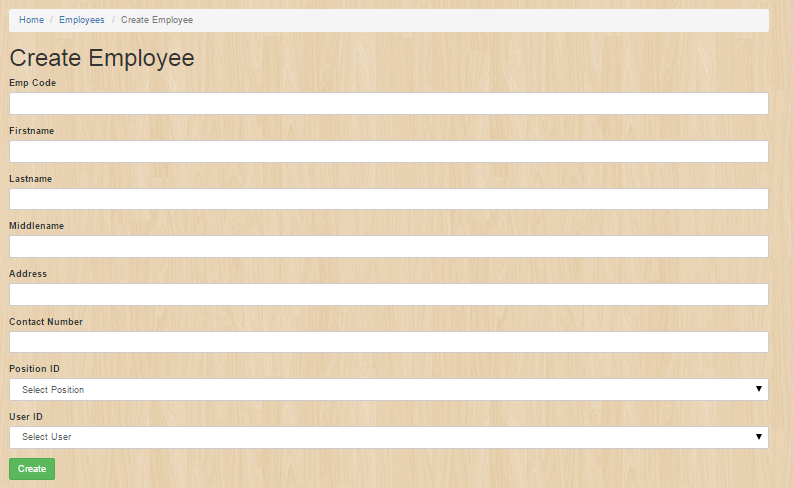 Home / Employees / Create Employee
Create Employee
Emp Code
Firstname
Lastname
Middlename
Address
Contact Number
Position ID
Select Position
User ID
Select User
Create